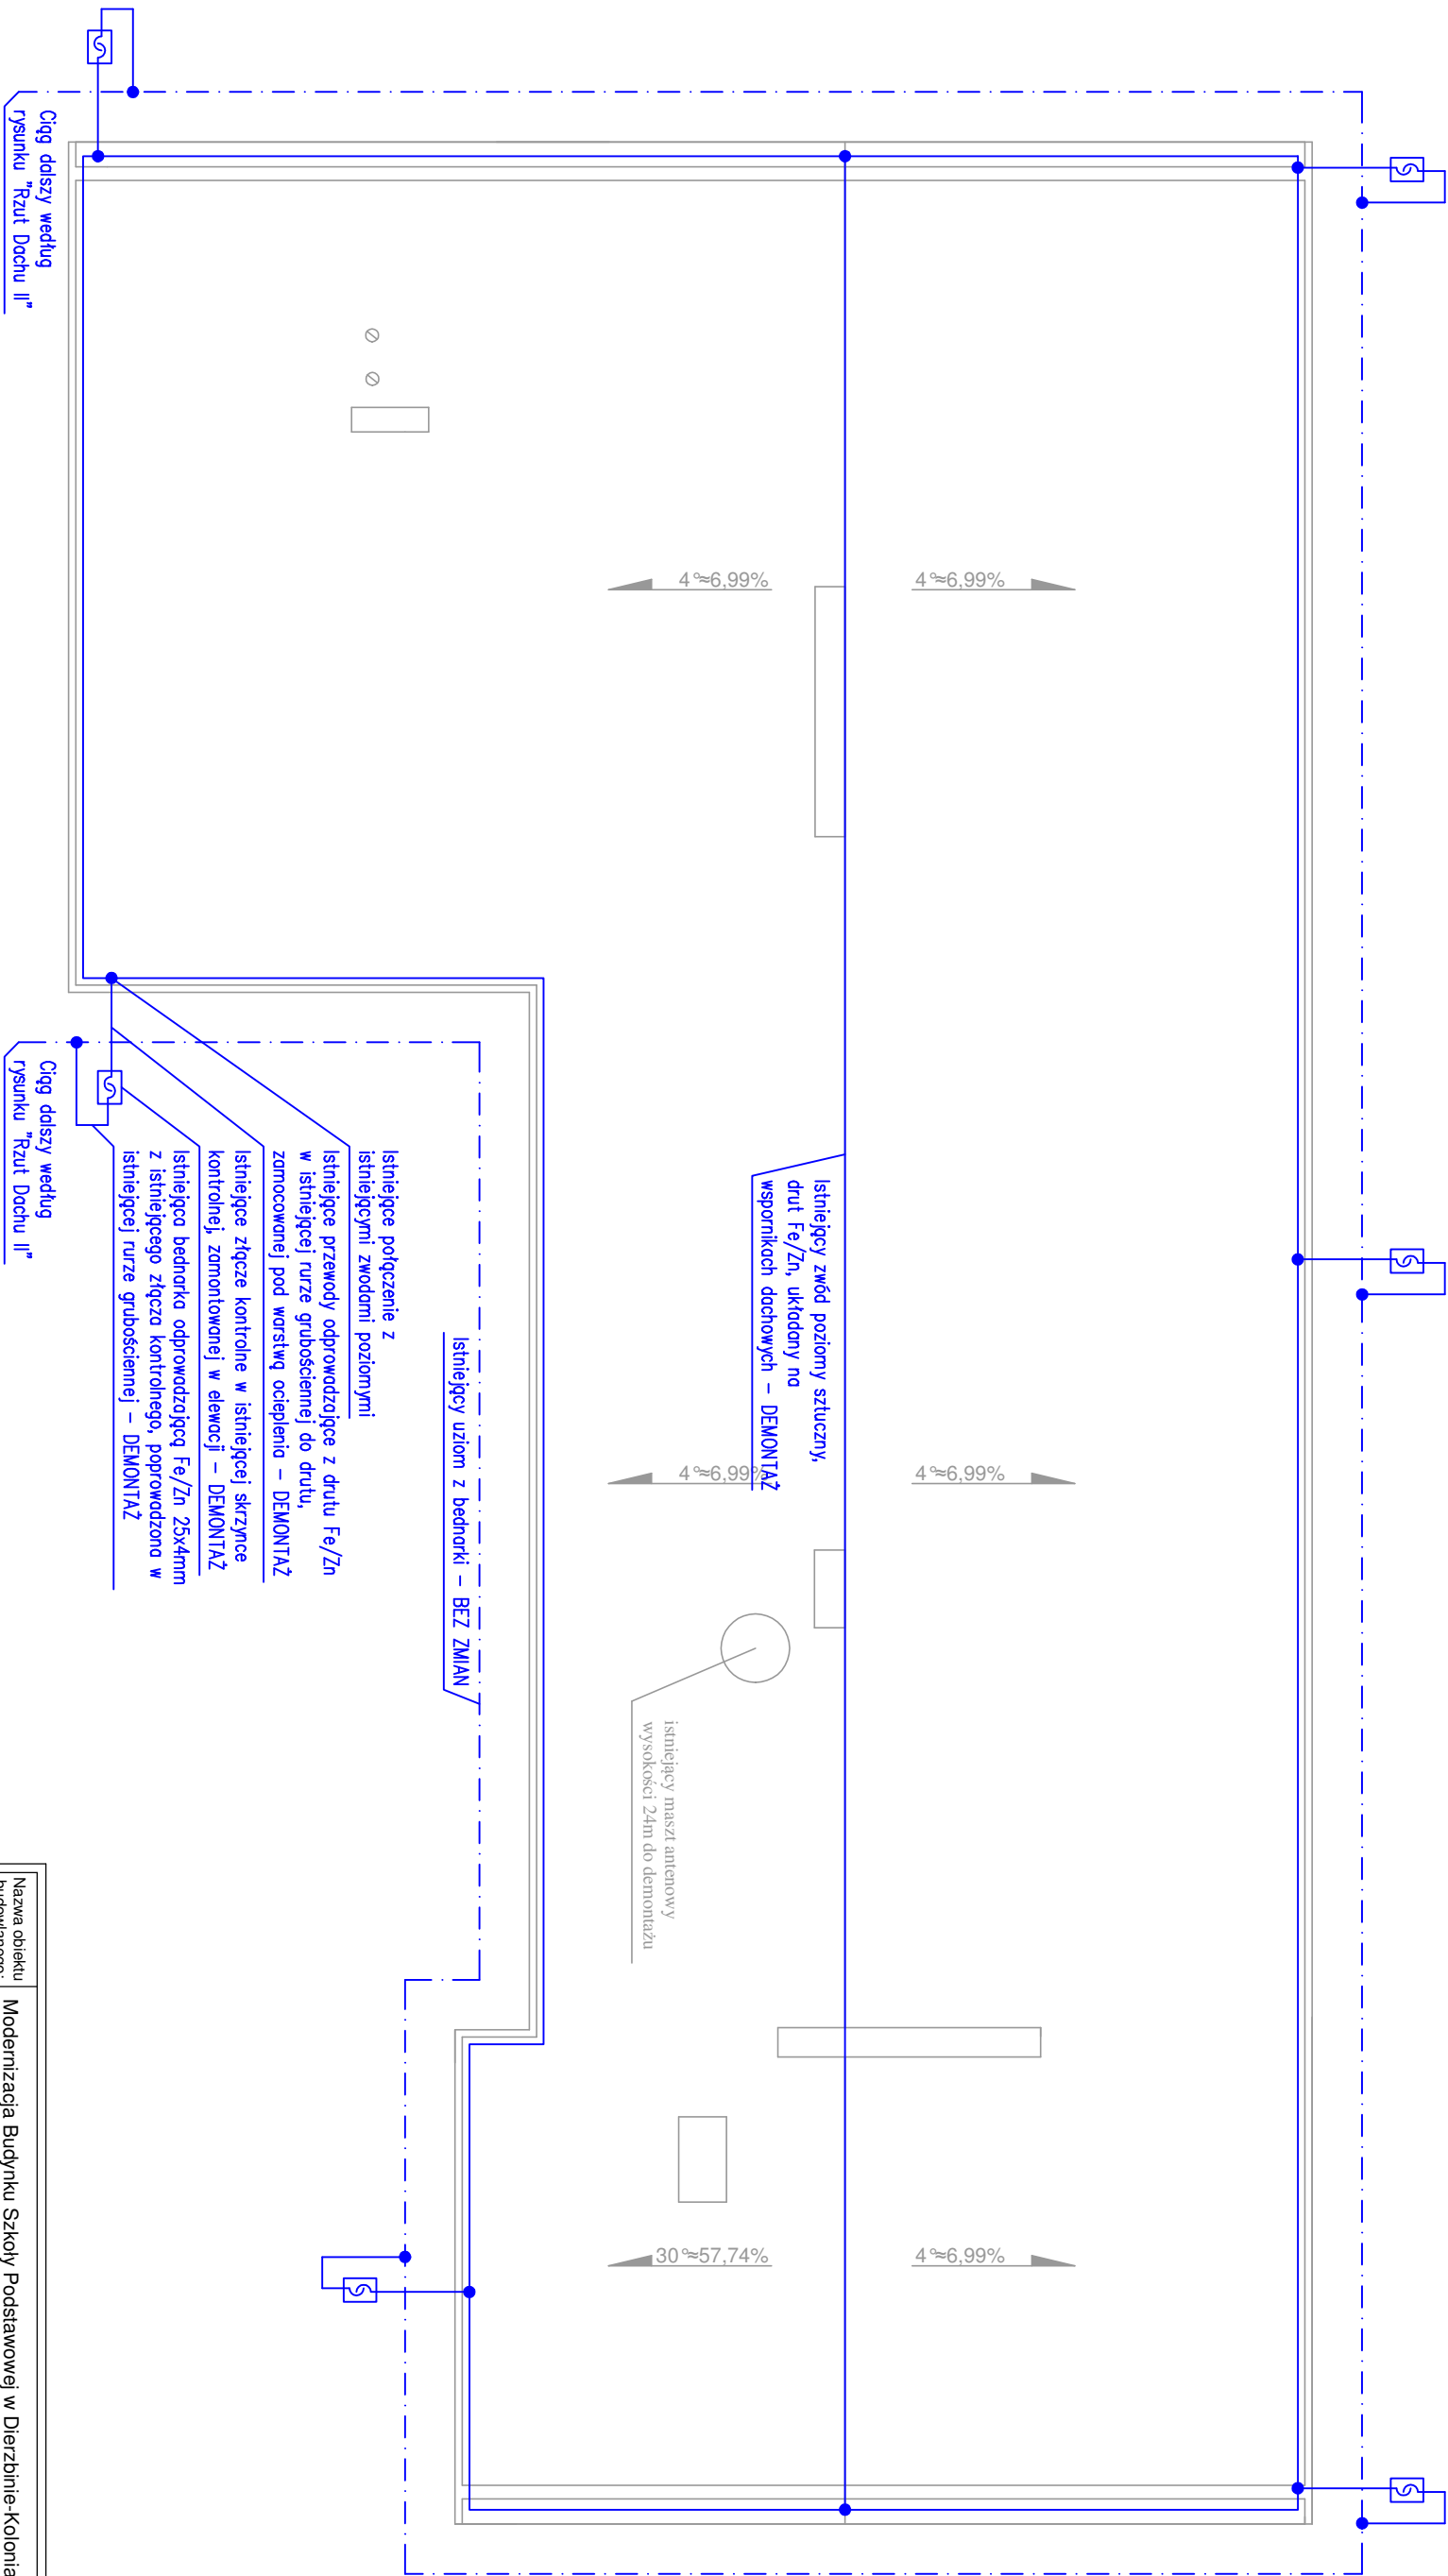 Ciąg dalszy według
rysunku "Rzut Dachu II"
4°≈6,99%
4°≈6,99%
Istniejący zwód poziomy sztuczny,
drut Fe/Zn, układany na
wspornikach dachowych – DEMONTAŻ
4°≈6,99%
4°≈6,99%
Istniejące połączenie z
istniejącymi zwodami poziomymi
Istniejące przewody odprowadzające z drutu Fe/Zn
w istniejącej rurze grubościennej do drutu,
zamocowanej pod warstwą ocieplenia – DEMONTAŻ
Istniejące złącze kontrolne w istniejącej skrzynce
kontrolnej, zamontowanej w elewacji – DEMONTAŻ
Istniejąca bednarka odprowadzającą Fe/Zn 25x4mm
z istniejącego złącza kontrolnego, poprowadzona w
istniejącej rurze grubościennej – DEMONTAŻ
Ciąg dalszy według
rysunku "Rzut Dachu II"
Istniejący uziom z bednarki – BEZ ZMIAN
istniejący maszt antenowy
wysokości 24m do demontażu
30°≈57,74%
4°≈6,99%
Nazwa obiektu
budowlanego:
Modernizacja Budynku Szkoły Podstawowej w Dierzbinie-Kolonia